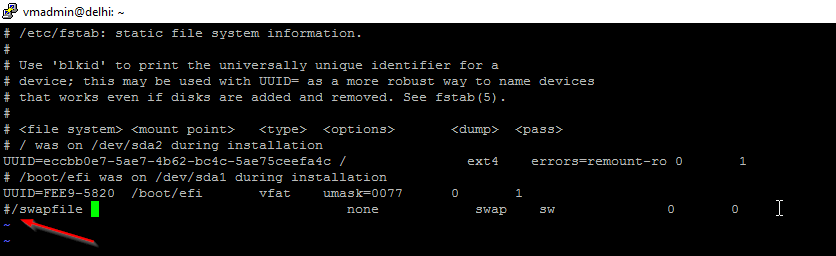 vmadmin@delhi: ~
# /etc/fstab: static file system information.
#
# Use 'blkid' to print the universally unique identifier for a
# device; this may be used with UUID= as a more robust way to name devices
# that works even if disks are added and removed. See fstab(5).
#
# <file system> <mount point>   <type>  <options>       <dump>  <pass>
# / was on /dev/sda2 during installation
UUID=eccbb0e7-5ae7-4b62-bc4c-5ae75ceefa4c /               ext4    errors=remount-ro 0       1
# /boot/efi was on /dev/sda1 during installation
UUID=FEE9-5820  /boot/efi       vfat    umask=0077      0       1
#/swapfile                                 none            swap    sw              0       0
~
~